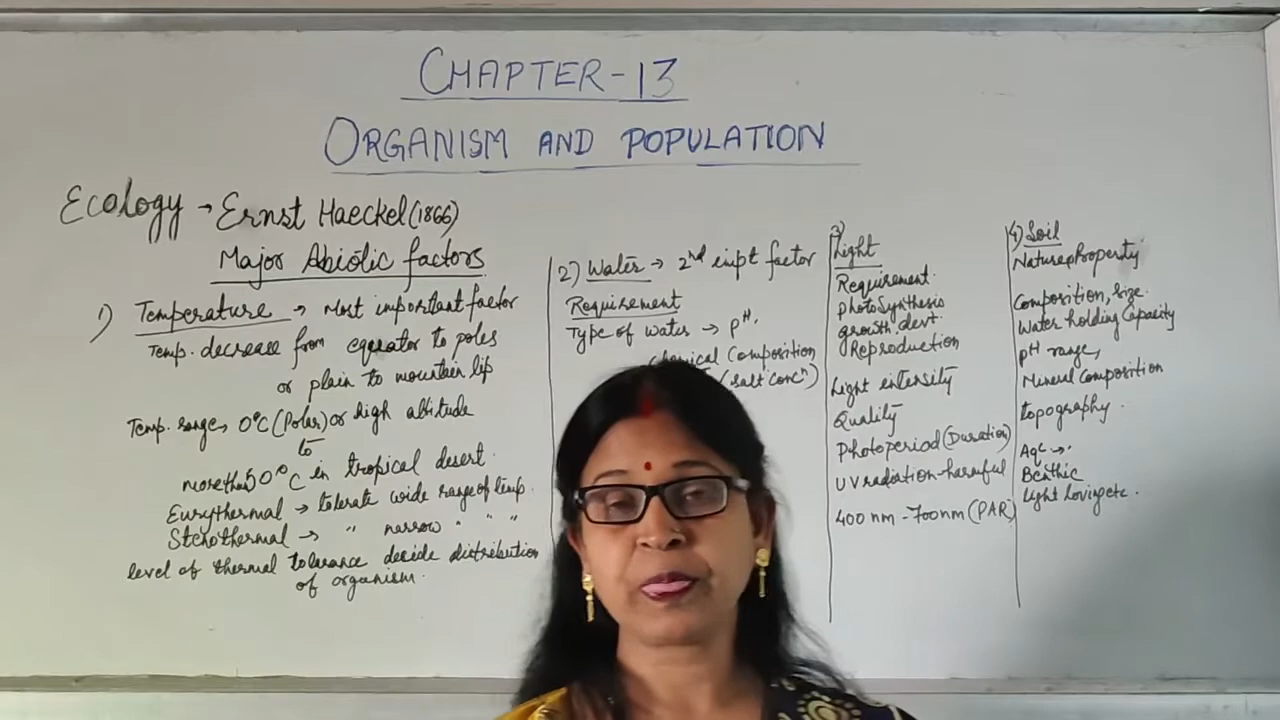 CHAPTER-13
ORGANISM AND POPULATION
Ecology → Ernst Haeckel (1866)
Major Abiotic factors
1) Temperature → Most important factor
Temp. decrease from equator to poles
or plain to mountain
Temp. range, 0°C (Polar) or high altitude
to
more than 50°C in tropical desert.
Eurythermal → tolerate wide range of temp.
Stenothermal → " narrow " " "
level of thermal tolarance decide distribution
of organism.
2) Water → 2nd impt factor
Requirement
Type of water → pH.
chemical Composition
(salt concn)
3)
Light
Requirement.
Photosynthesis
growth. devt.
Reproduction
Light intensity
Quality
Photoperiod (Duration)
UV radiation-harmful
400 nm - 700nm (PAR)
4) Soil
Nature, Property
Composition, size.
Water holding Capacity
pH range,
Mineral Composition
topography.
Benthic
light loving etc.